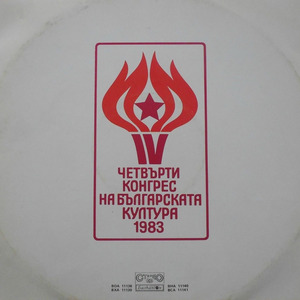 IV
ЧЕТВЪРТИ
КОНГРЕС
НА БЪЛГАРСКАТА
КУЛТУРА
1983